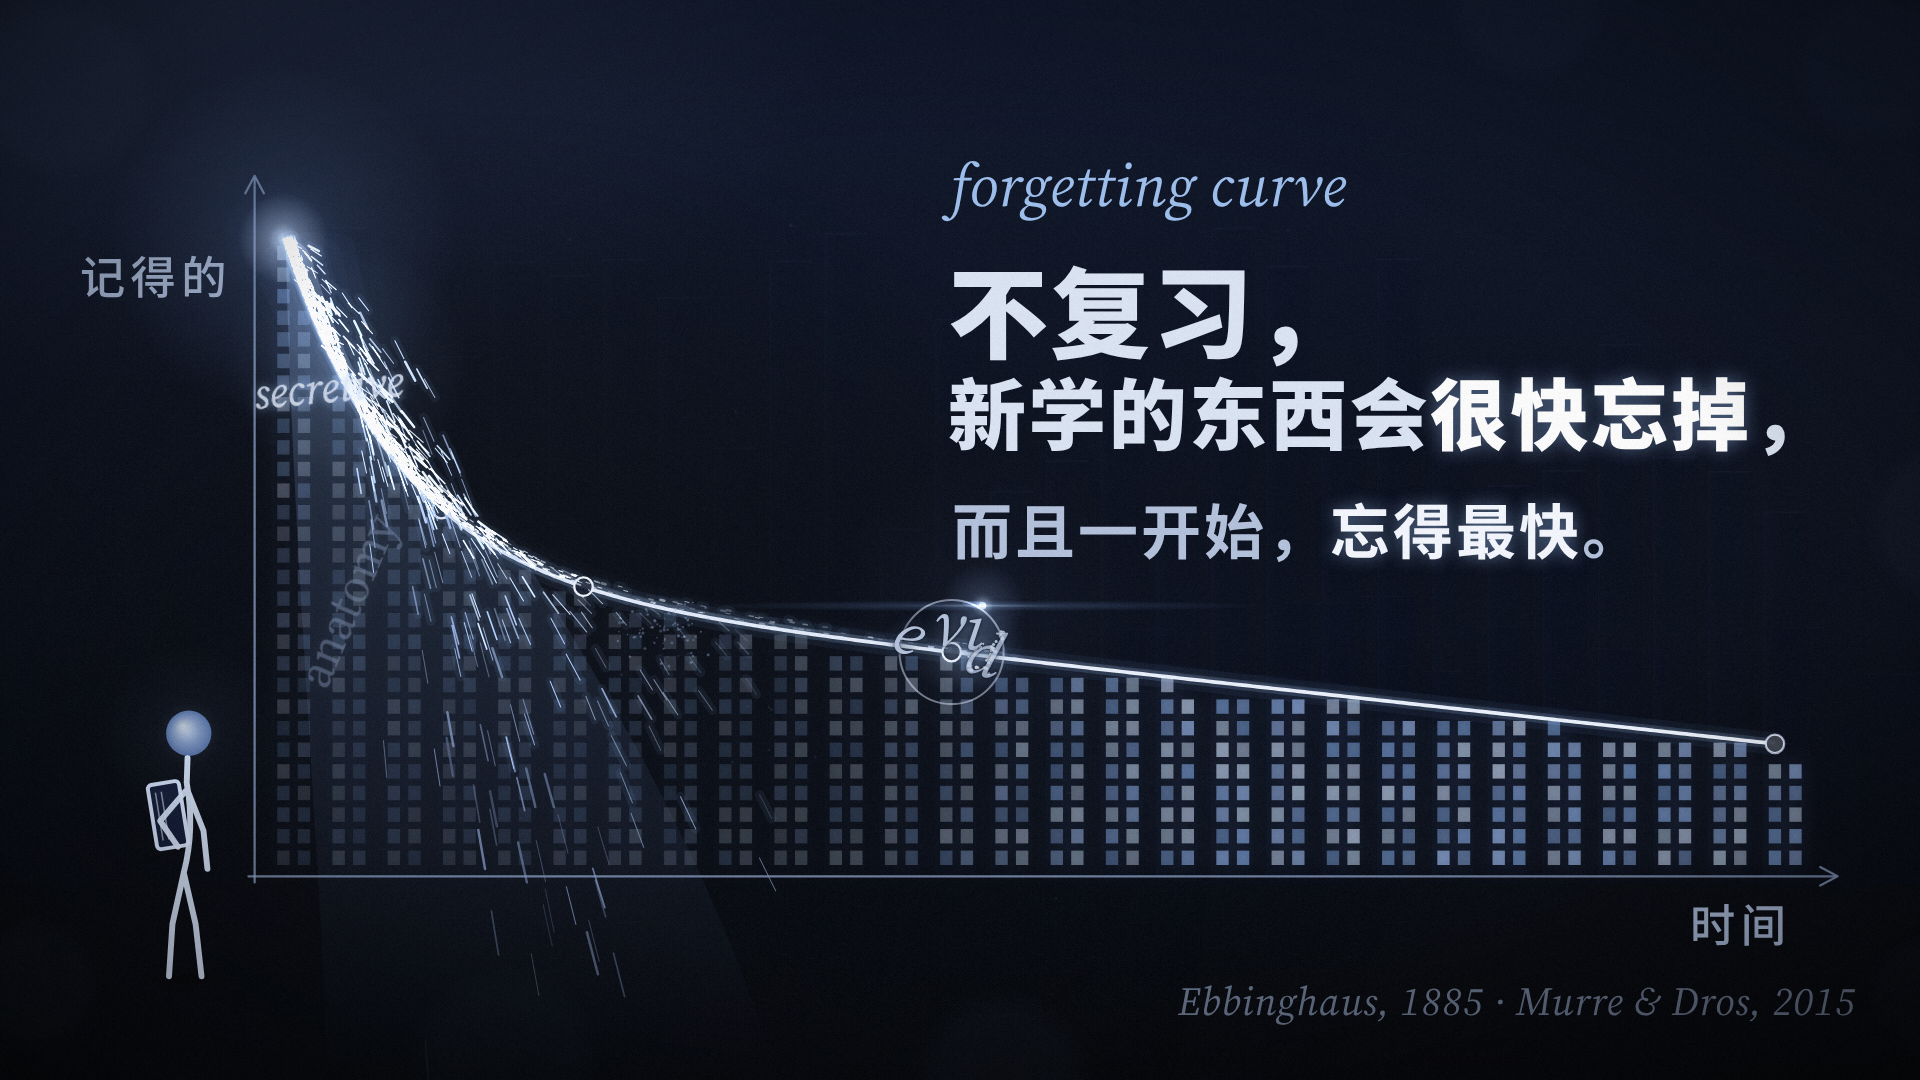 forgetting curve
记得的
不复习，
secretive
新学的东西会很快忘掉，
而且一开始，忘得最快。
anatomy
时间
Ebbinghaus, 1885 · Murre & Dros, 2015